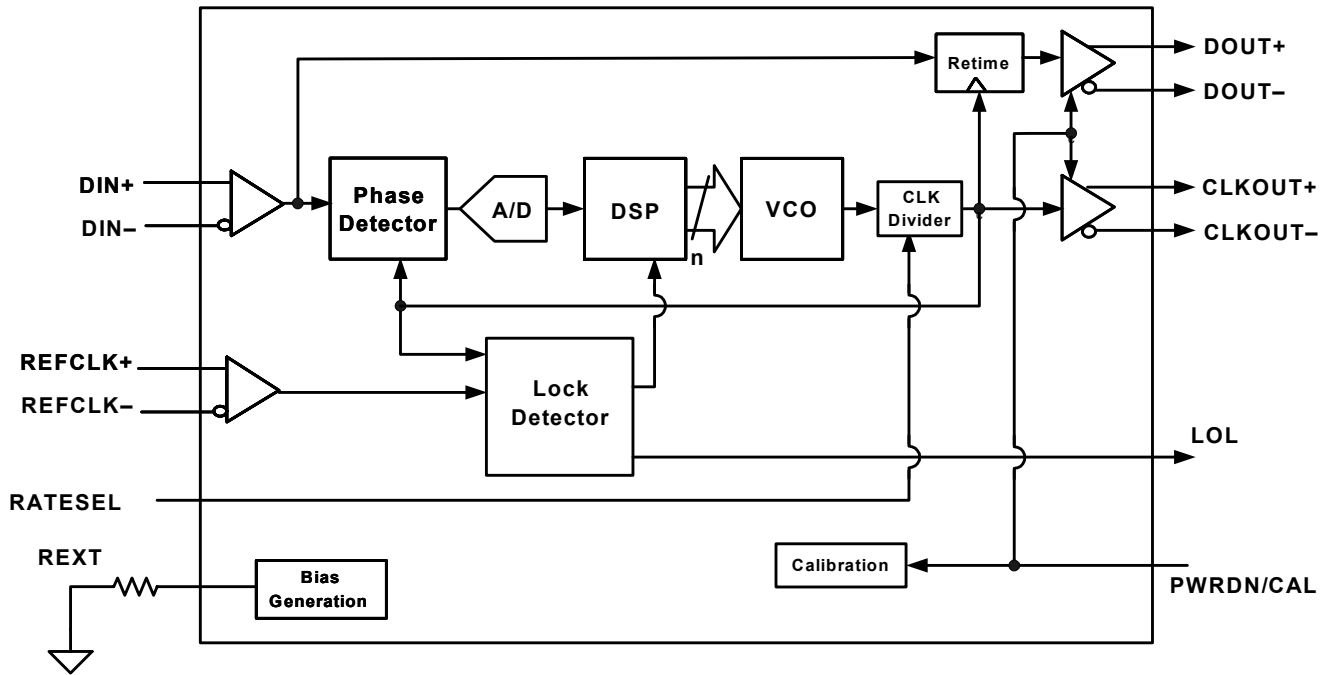 DOUT+
Retime
DOUT–
DIN+
Phase
Detector
A/D
DSP
VCO
CLK
Divider
CLKOUT+
DIN–
n
CLKOUT–
REFCLK+
REFCLK–
Lock
Detector
LOL
RATESEL
REXT
Bias
Generation
Calibration
PWRDN/CAL